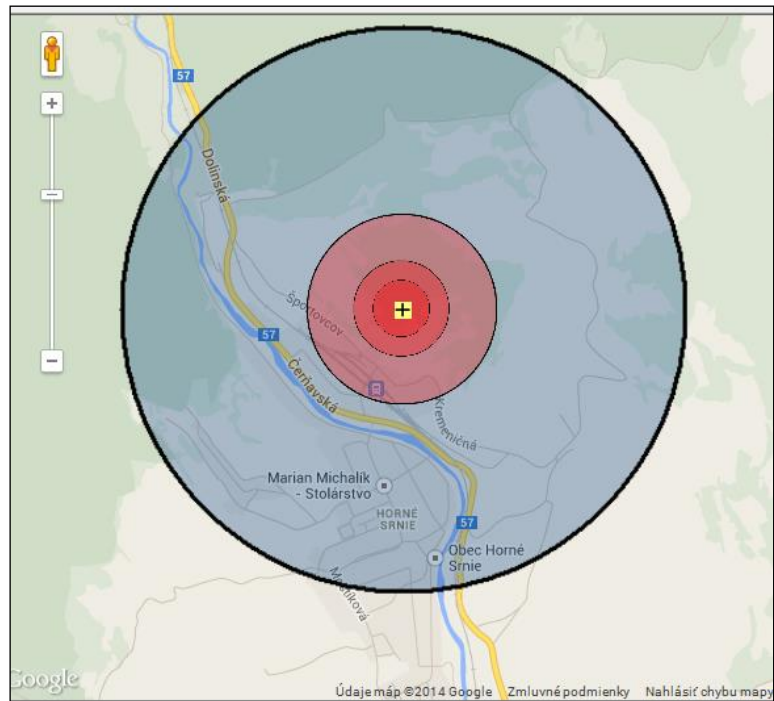 57
Dolinská
Športovcov
57
Čerňavská
Kremeničná
Marian Michalík
- Stolárstvo
HORNÉ
SRNIE
57
Obec Horné
Srnie
Google
Údaje máp ©2014 Google Zmluvné podmienky Nahlásiť chybu mapy